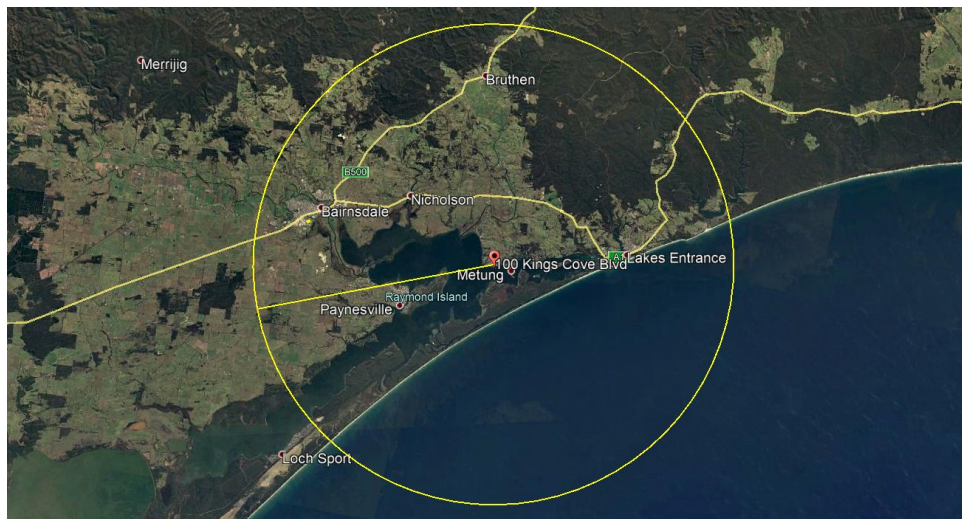 Merrijig
Bruthen
B500
Nicholson
Bairnsdale
A1
Lakes Entrance
100 Kings Cove Blvd
Metung
Raymond Island
Paynesville
Loch Sport